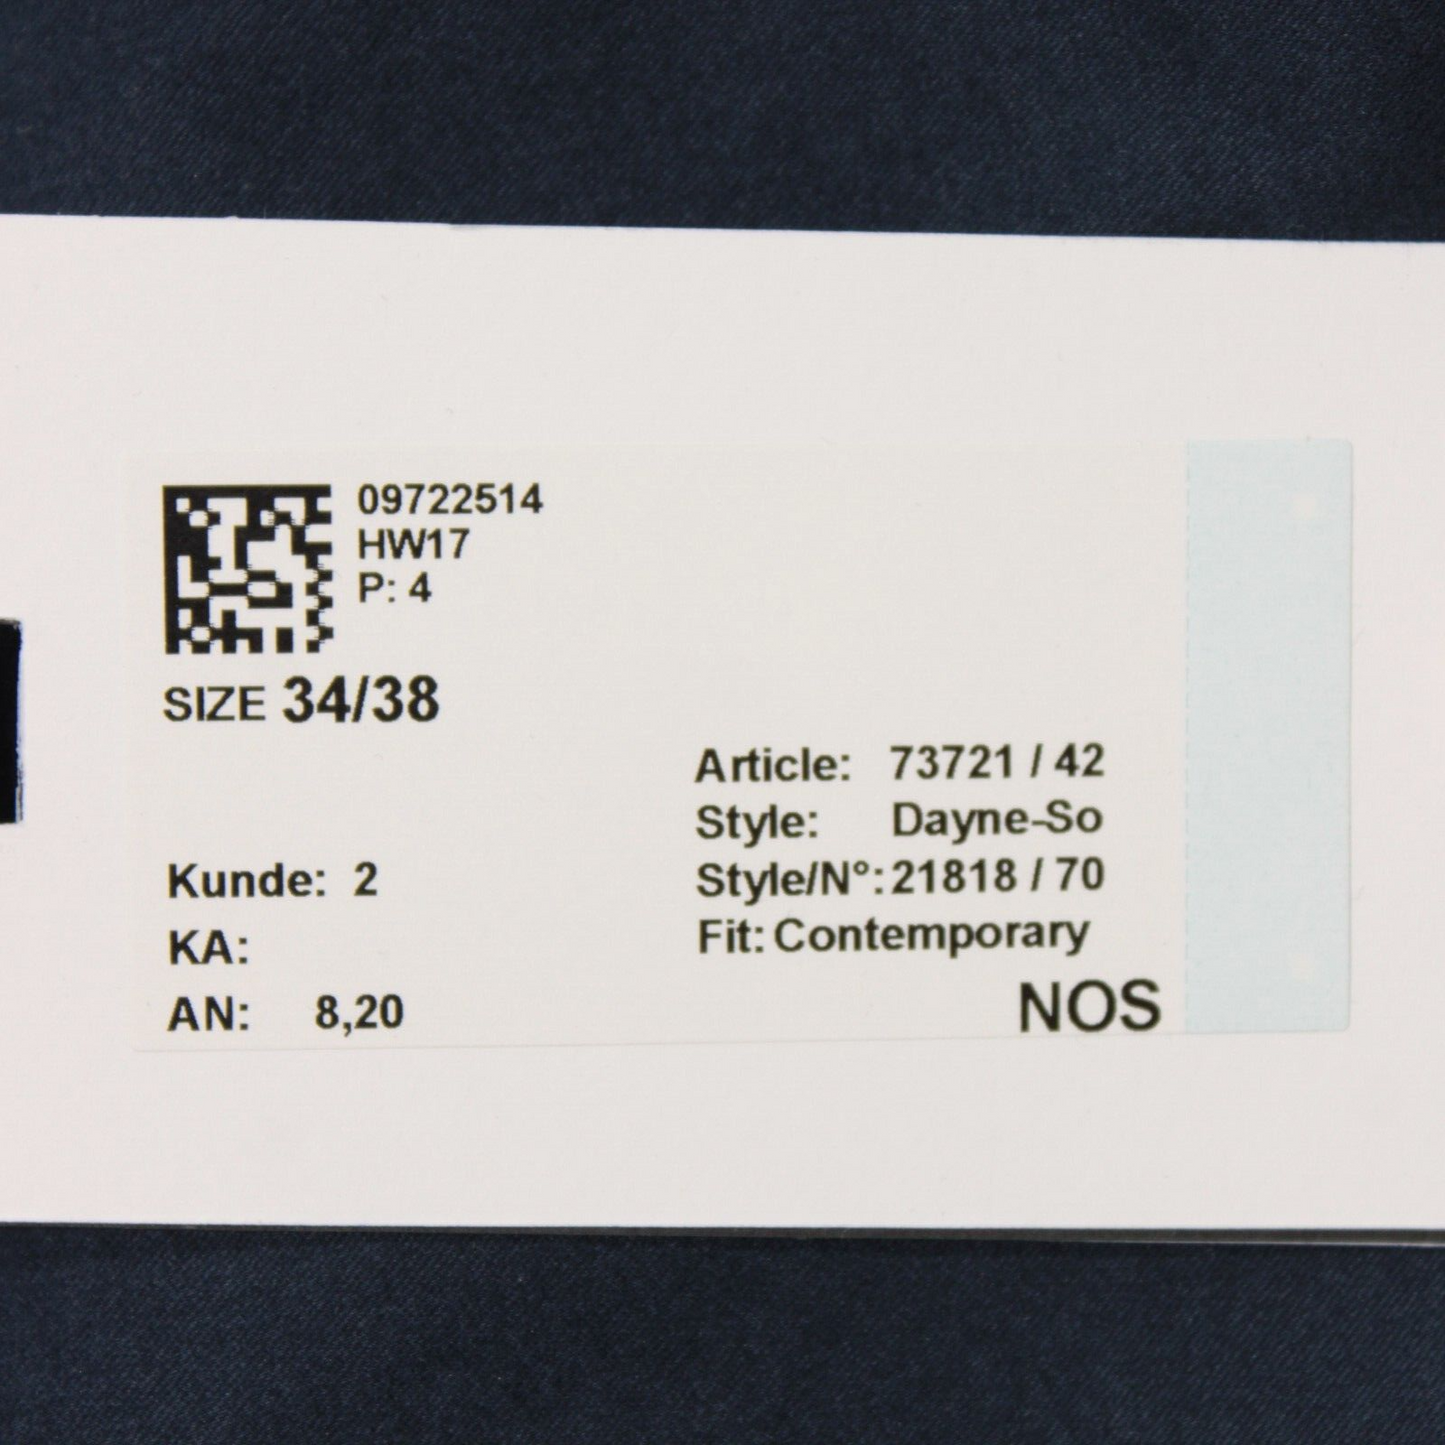 09722514
HW17
P: 4
SIZE 34/38
Article: 73721 / 42
Style: Dayne-So
Style/N°: 21818 / 70
Fit: Contemporary
NOS
Kunde: 2
KA:
AN: 8,20